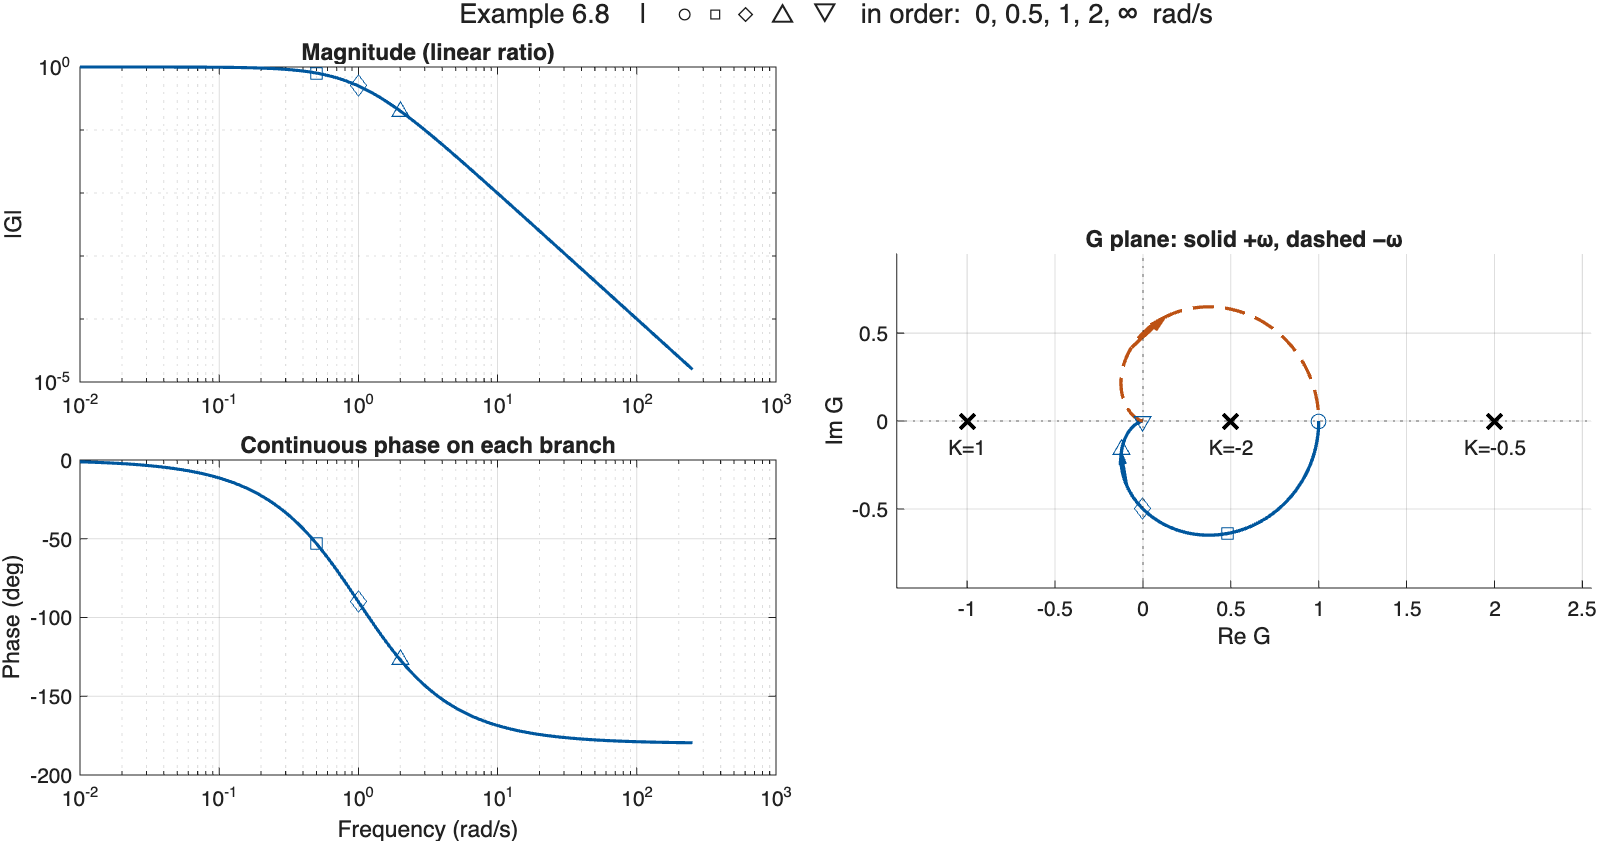 Example 6.8 | ○ □ ◇ △ ▽ in order: 0, 0.5, 1, 2, ∞ rad/s
Magnitude (linear ratio)
|G|
10^0
10^-5
10^-2 10^-1 10^0 10^1 10^2 10^3
Continuous phase on each branch
Phase (deg)
0
-50
-100
-150
-200
10^-2 10^-1 10^0 10^1 10^2 10^3
Frequency (rad/s)
G plane: solid +ω, dashed −ω
Im G
0.5
0
-0.5
K=1 K=-2 K=-0.5
-1 -0.5 0 0.5 1 1.5 2 2.5
Re G